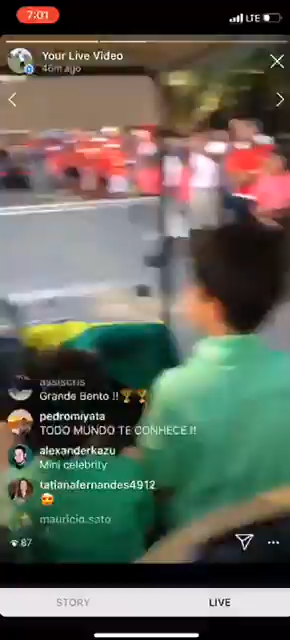 7:01
LTE
Your Live Video
46m ago
assiscris
Grande Bento !! 🏆🏆
pedromiyata
TODO MUNDO TE CONHECE !!
alexanderkazu
Mini celebrity
tatianafernandes4912
😍
mauricio.sato
87
STORY
LIVE